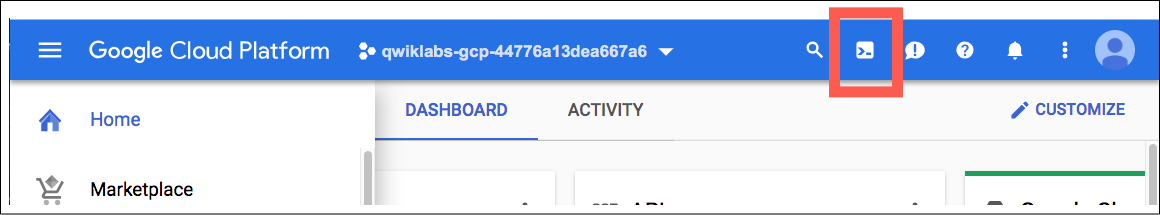 Google Cloud Platform qwiklabs-gcp-44776a13dea667a6
Home
DASHBOARD ACTIVITY CUSTOMIZE
Marketplace